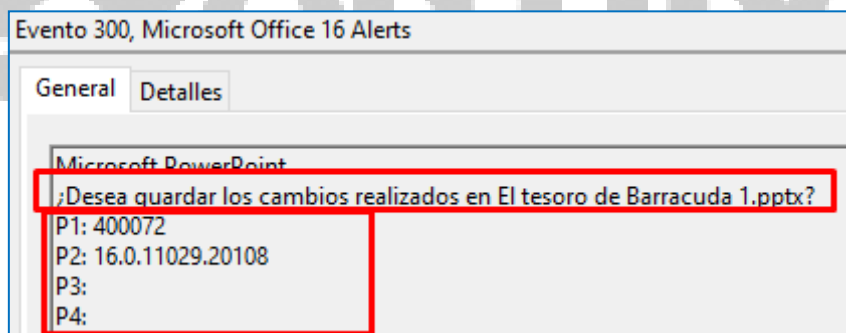 Evento 300, Microsoft Office 16 Alerts
General Detalles
Microsoft PowerPoint
¿Desea guardar los cambios realizados en El tesoro de Barracuda 1.pptx?
P1: 400072
P2: 16.0.11029.20108
P3:
P4: